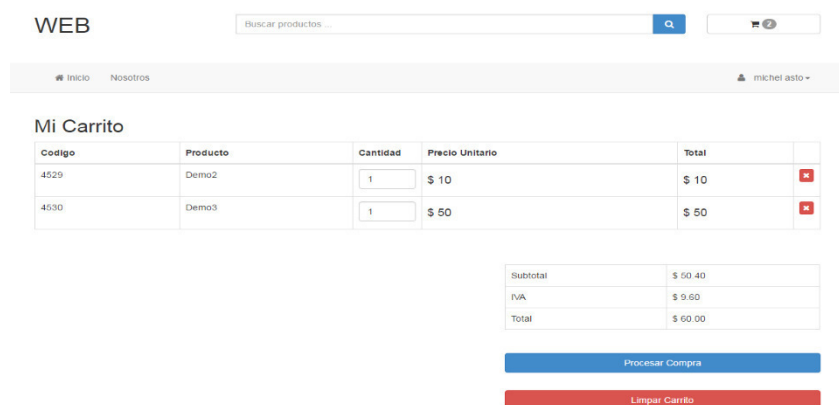 WEB
Buscar productos ...
2
Inicio Nosotros michel asto
Mi Carrito
Codigo Producto Cantidad Precio Unitario Total
4529 Demo2 1 $ 10 $ 10
4530 Demo3 1 $ 50 $ 50
Subtotal $ 50.40
IVA $ 9.60
Total $ 60.00
Procesar Compra
Limpar Carrito